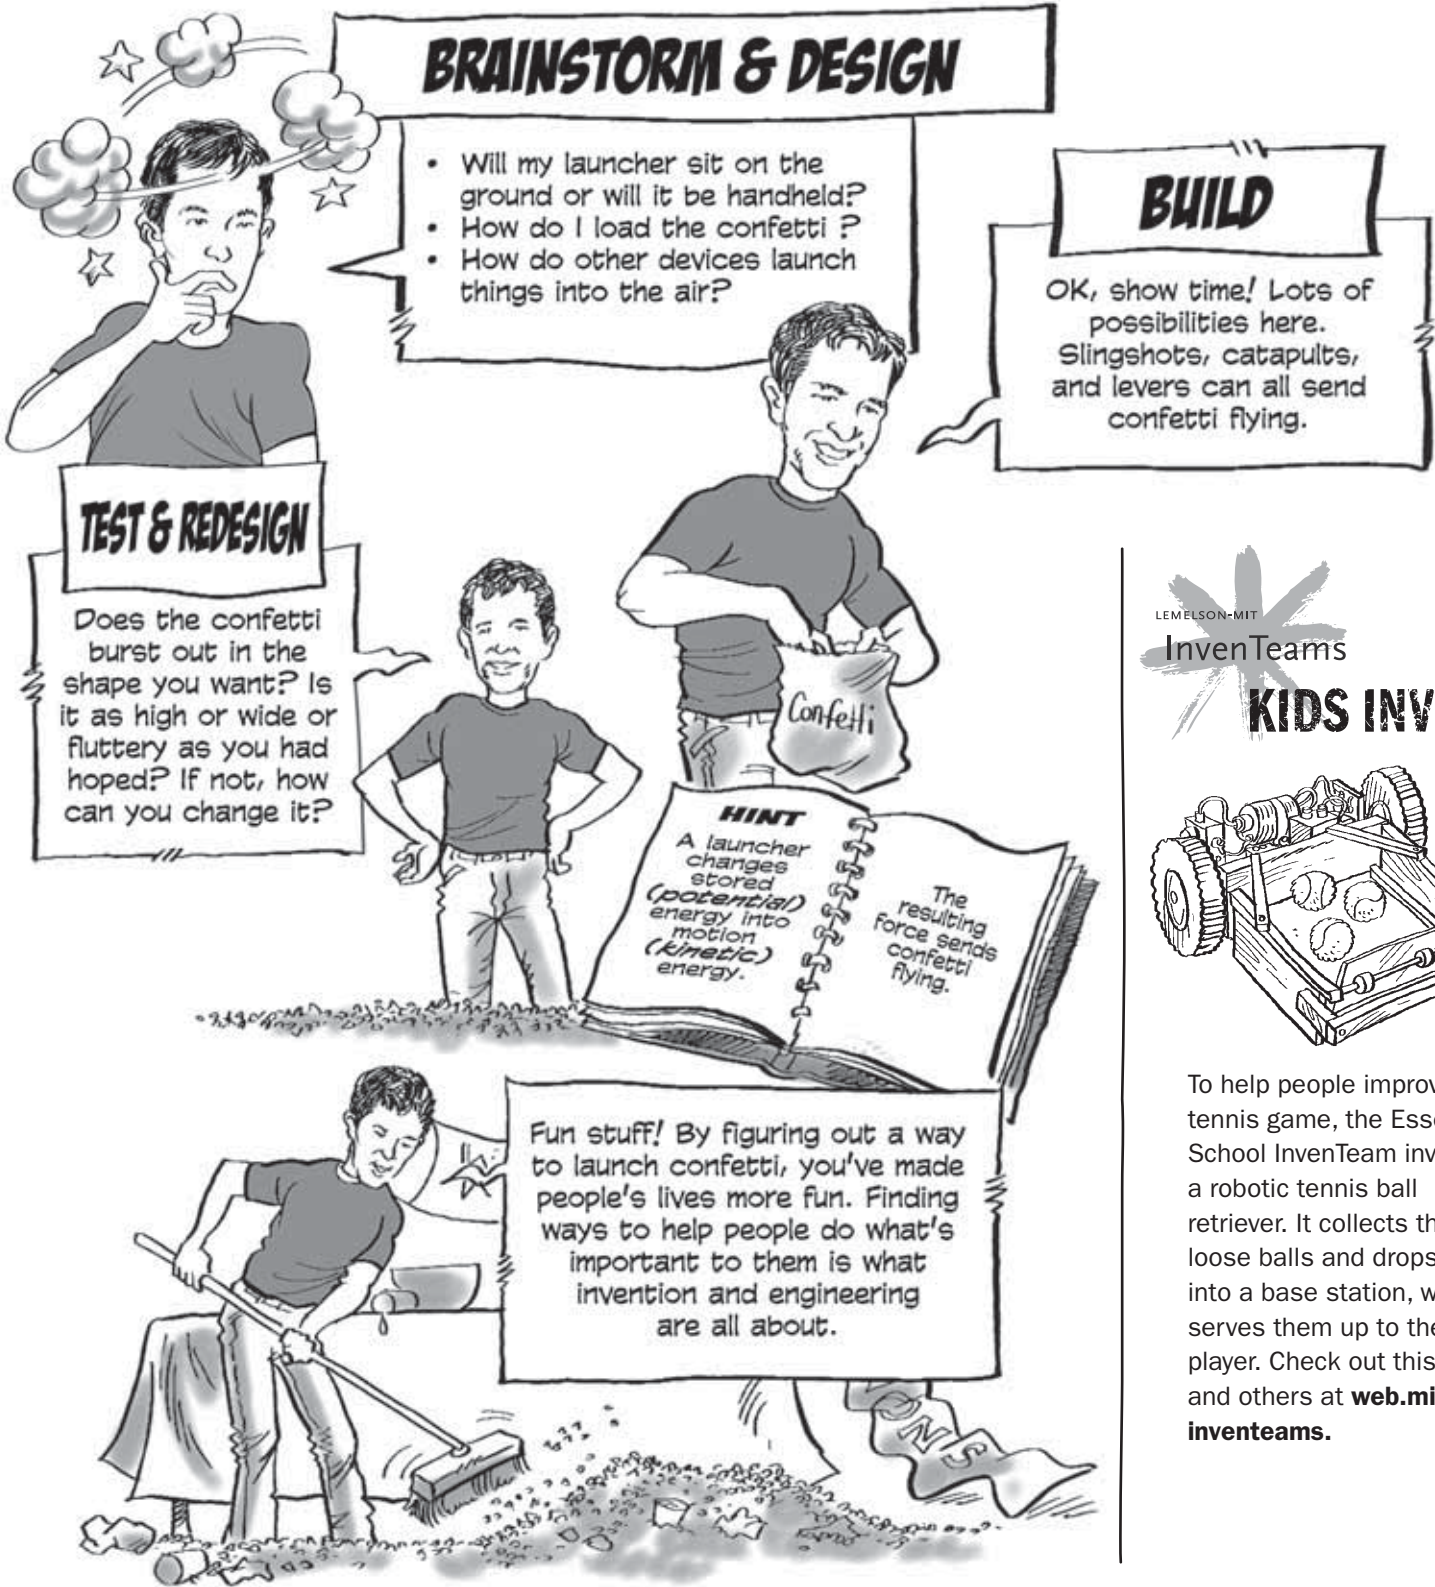 BRAINSTORM & DESIGN
• Will my launcher sit on the
ground or will it be handheld?
• How do I load the confetti ?
• How do other devices launch
things into the air?
BUILD
OK, show time! Lots of
possibilities here.
Slingshots, catapults,
and levers can all send
confetti flying.
Confetti
TEST & REDESIGN
Does the confetti
burst out in the
shape you want? Is
it as high or wide or
fluttery as you had
hoped? If not, how
can you change it?
HINT
A launcher
changes
stored
(potential)
energy into
motion
(kinetic)
energy.
The
resulting
force sends
confetti
flying.
Fun stuff! By figuring out a way
to launch confetti, you've made
people's lives more fun. Finding
ways to help people do what's
important to them is what
invention and engineering
are all about.
ONS
LEMELSON-MIT
InvenTeams
KIDS INV
To help people improv
tennis game, the Ess
School InvenTeam inv
a robotic tennis ball
retriever. It collects th
loose balls and drops
into a base station, w
serves them up to the
player. Check out this
and others at web.mi
inventeams.